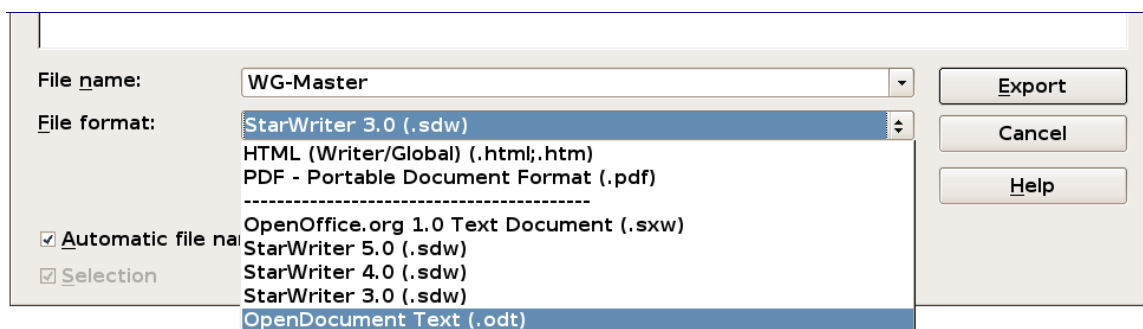 File name:
WG-Master
Export
File format:
StarWriter 3.0 (.sdw)
Cancel
HTML (Writer/Global) (.html;.htm)
PDF - Portable Document Format (.pdf)
Help
------------------------------------------
OpenOffice.org 1.0 Text Document (.sxw)
Automatic file na
StarWriter 5.0 (.sdw)
StarWriter 4.0 (.sdw)
Selection
StarWriter 3.0 (.sdw)
OpenDocument Text (.odt)